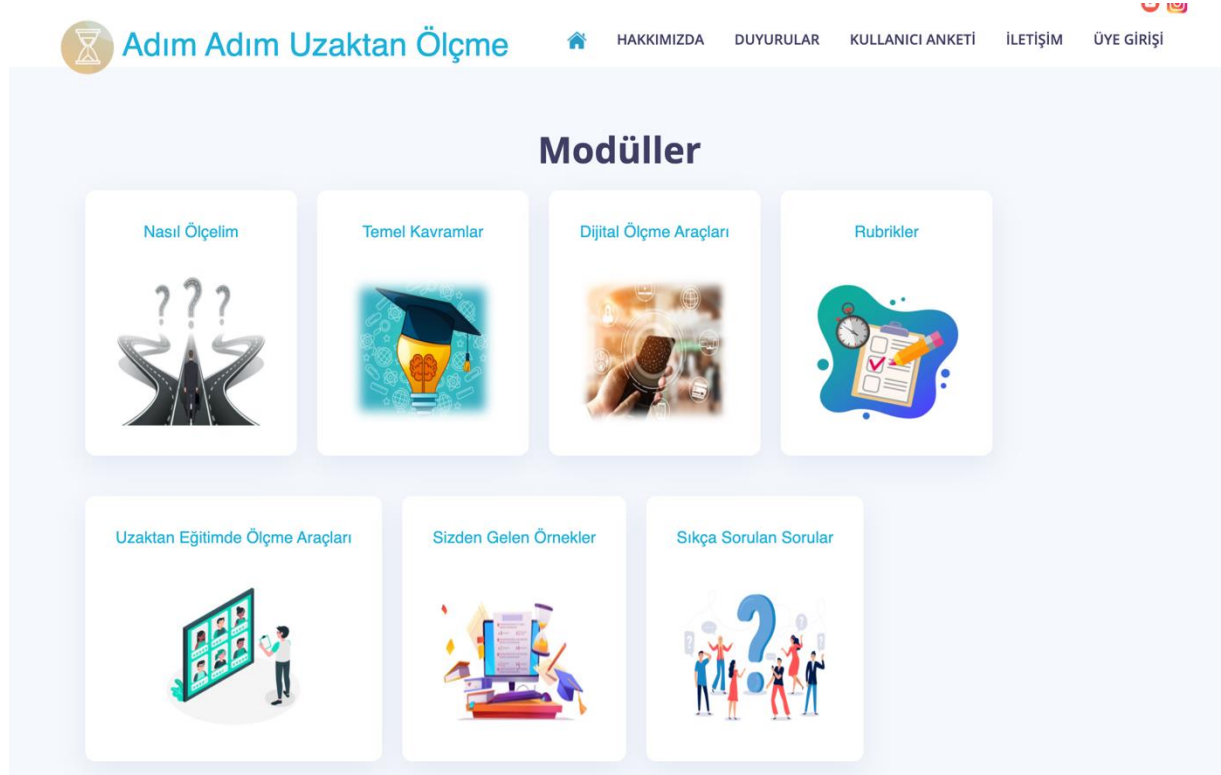 Adım Adım Uzaktan Ölçme
HAKKIMIZDA DUYURULAR KULLANICI ANKETİ İLETİŞİM ÜYE GİRİŞİ
Modüller
Nasıl Ölçelim Temel Kavramlar Dijital Ölçme Araçları Rubrikler
Uzaktan Eğitimde Ölçme Araçları Sizden Gelen Örnekler Sıkça Sorulan Sorular